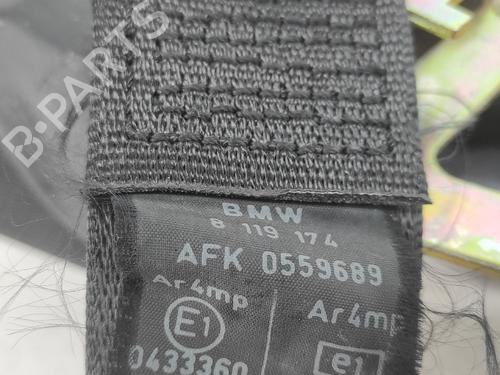 B-PARTS
BMW
8 119 174
AFK 0559689
Ar4mp
Ar4mp
E1
e1
0433360